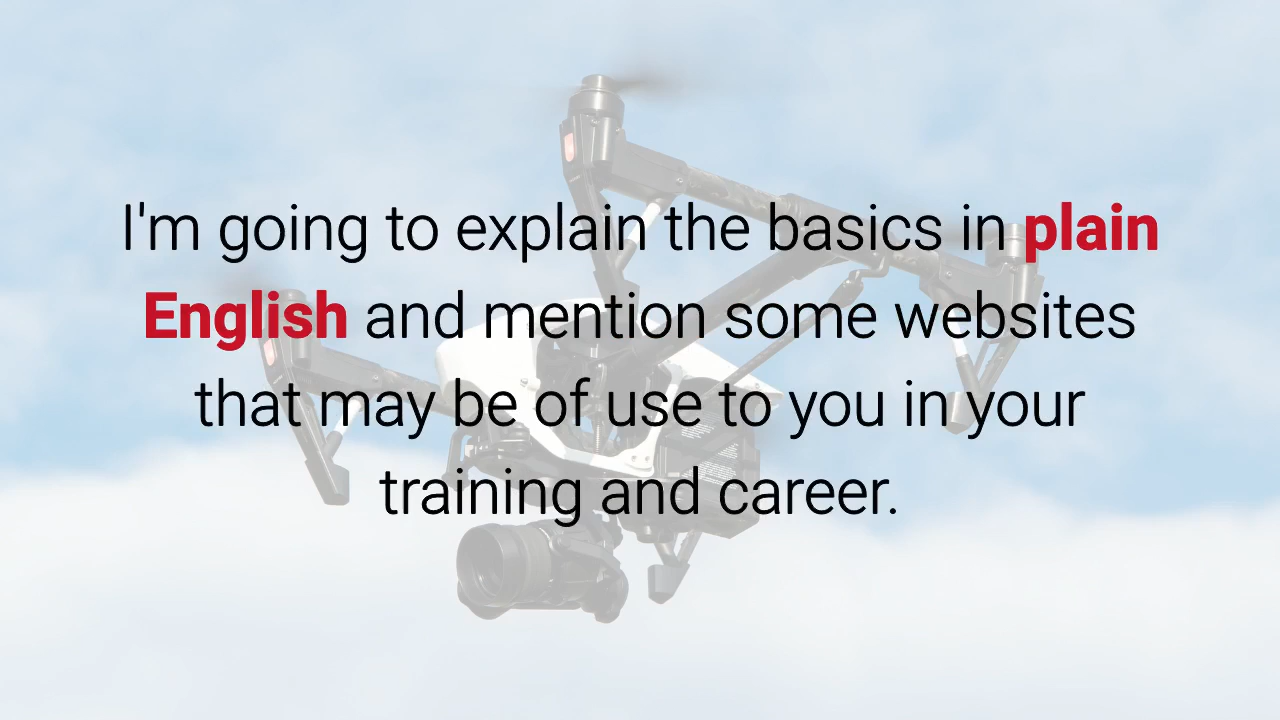 I'm going to explain the basics in plain
English and mention some websites
that may be of use to you in your
training and career.